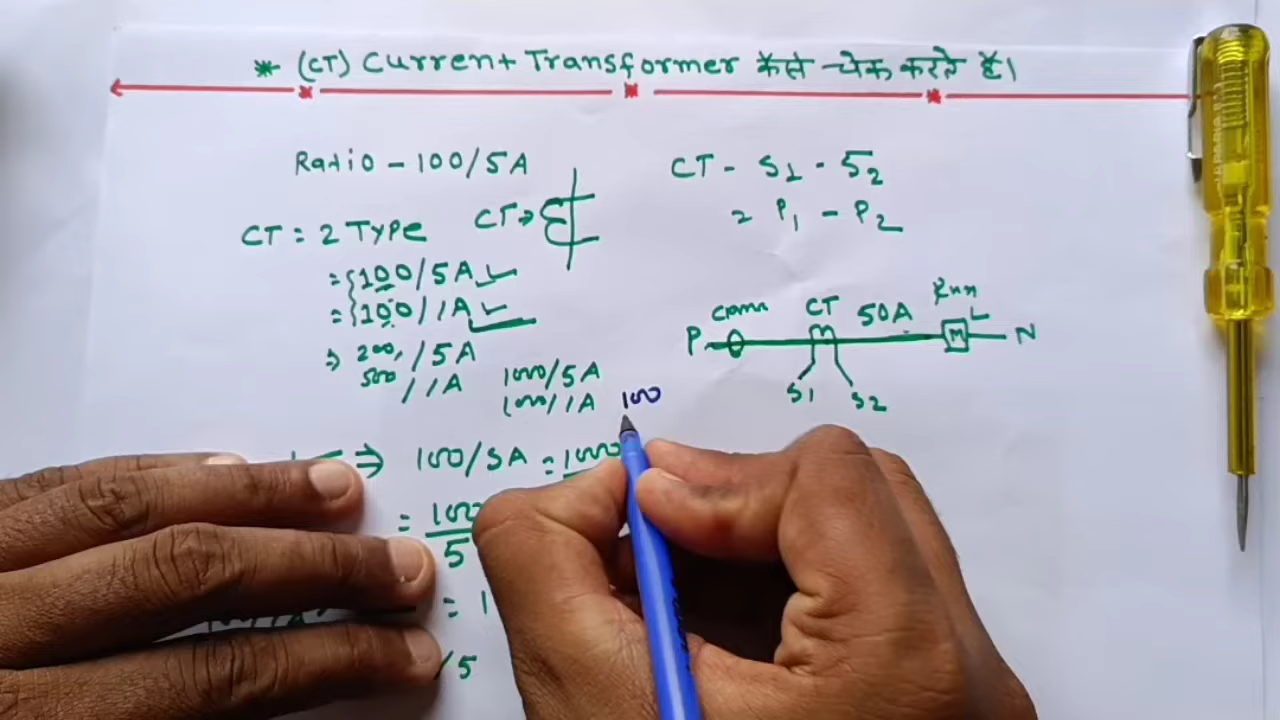 * (CT) Current Transformer कैसे चेक करते है।
Ratio - 100/5A
CT = 2 Type
CT→
= {100/5A ✓
= {100/1A ✓
⇒ 200, /5A
500 /1A
1000/5A
1000/1A
100
⇒ 100/5A = 1000
= 100
5
= 1
/5
CT - S1 - S2
= P1 - P2
CT 50A Run
P M L N
S1 S2